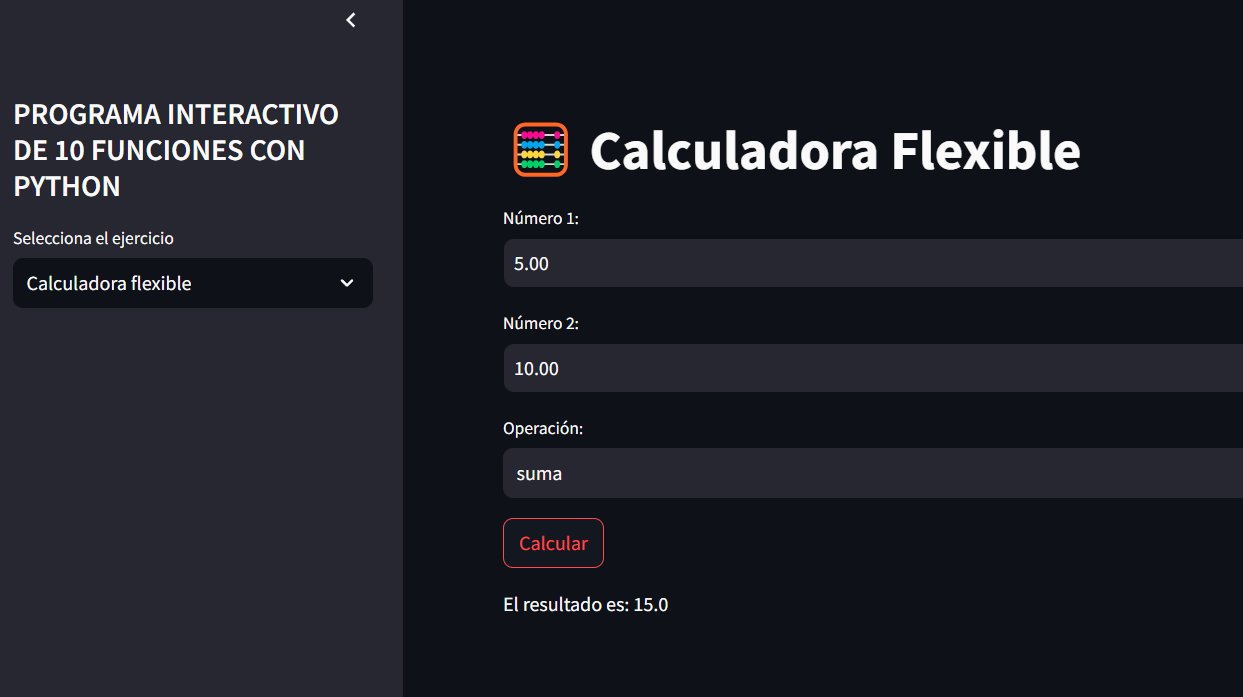 PROGRAMA INTERACTIVO
DE 10 FUNCIONES CON
PYTHON
Selecciona el ejercicio
Calculadora flexible
Calculadora Flexible
Número 1:
5.00
Número 2:
10.00
Operación:
suma
Calcular
El resultado es: 15.0